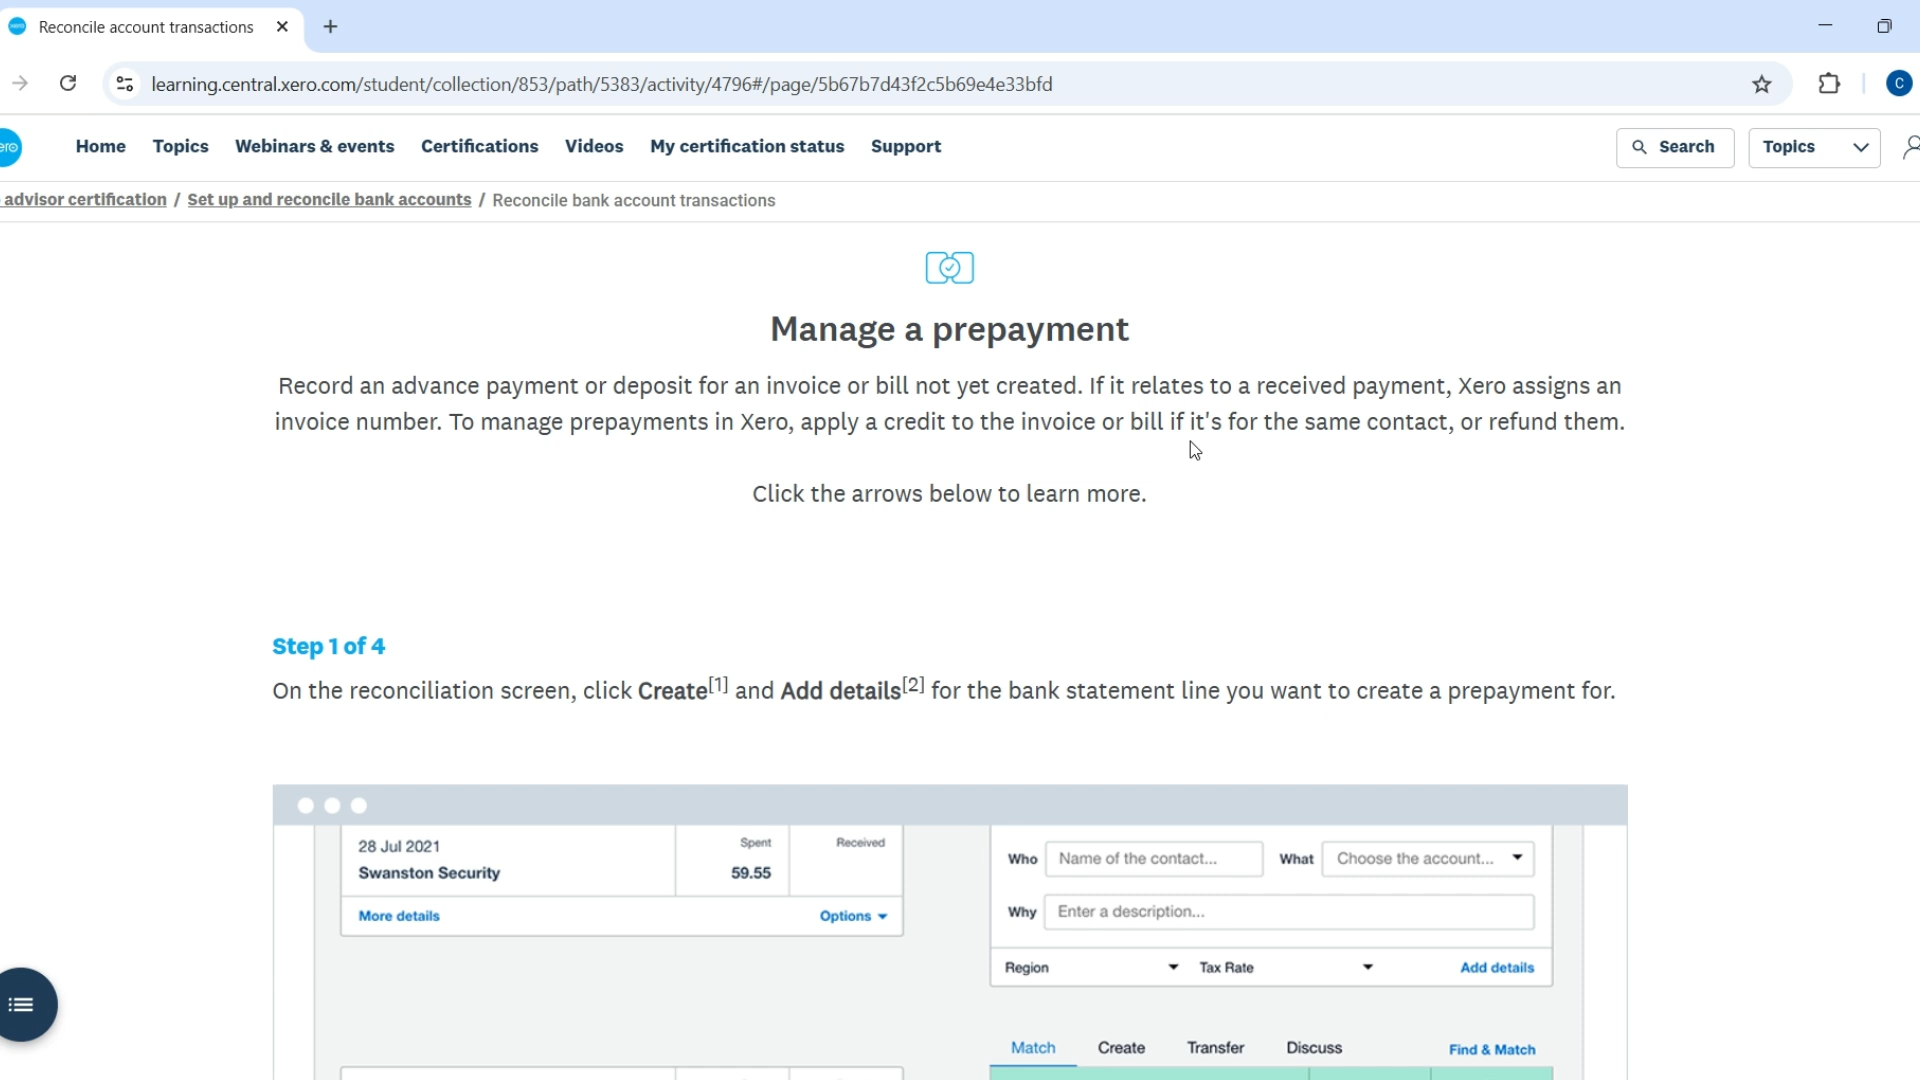 xero
Reconcile account transactions
learning.central.xero.com/student/collection/853/path/5383/activity/4796#/page/5b67b7d43f2c5b69e4e33bfd
C
Home Topics Webinars & events Certifications Videos My certification status Support
Search
Topics
advisor certification / Set up and reconcile bank accounts / Reconcile bank account transactions
Manage a prepayment
Record an advance payment or deposit for an invoice or bill not yet created. If it relates to a received payment, Xero assigns an
invoice number. To manage prepayments in Xero, apply a credit to the invoice or bill if it's for the same contact, or refund them.
Click the arrows below to learn more.
Step 1 of 4
On the reconciliation screen, click Create[1] and Add details[2] for the bank statement line you want to create a prepayment for.
28 Jul 2021 Spent Received
Swanston Security 59.55
More details Options
Who Name of the contact... What Choose the account...
Why Enter a description...
Region Tax Rate Add details
Match Create Transfer Discuss Find & Match